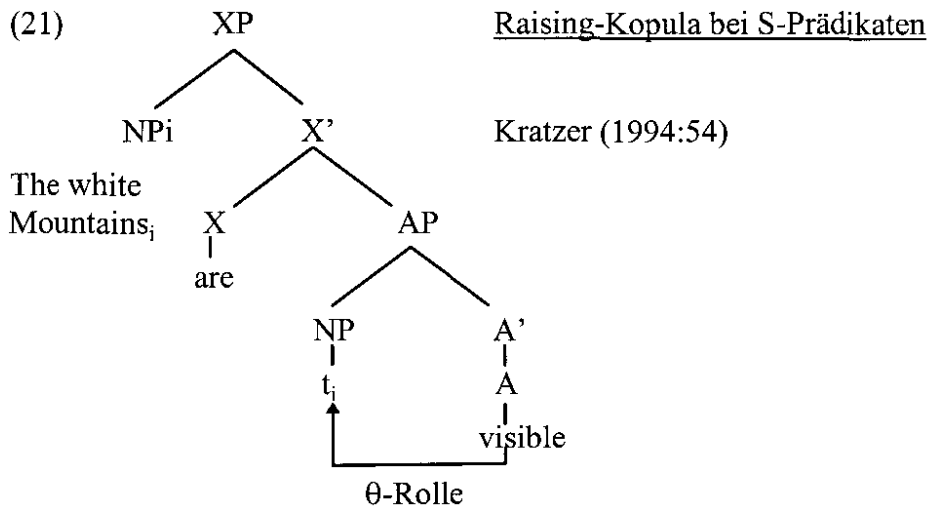 (21) XP Raising-Kopula bei S-Prädikaten
NPi X’ Kratzer (1994:54)
The white
Mountainsi X AP
are
NP A’
ti A
visible
θ-Rolle